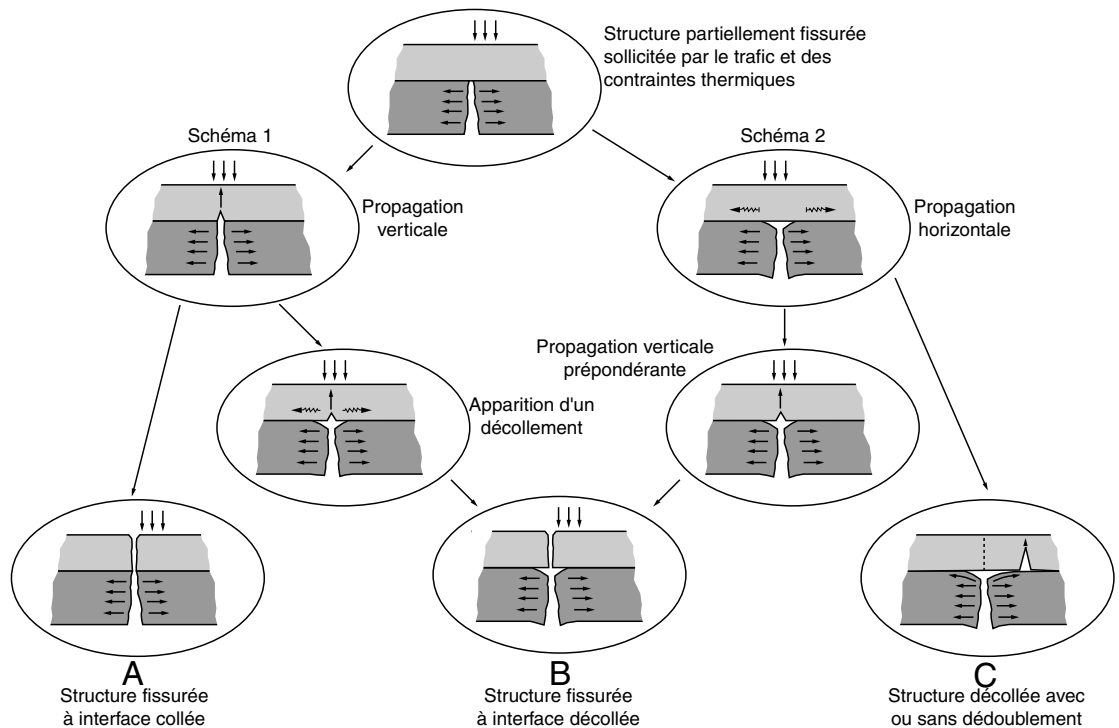 Structure partiellement fissurée
sollicitée par le trafic et des
contraintes thermiques
Schéma 1
Schéma 2
Propagation
verticale
Propagation
horizontale
Propagation verticale
prépondérante
Apparition d'un
décollement
A
Structure fissurée
à interface collée
B
Structure fissurée
à interface décollée
C
Structure décollée avec
ou sans dédoublement